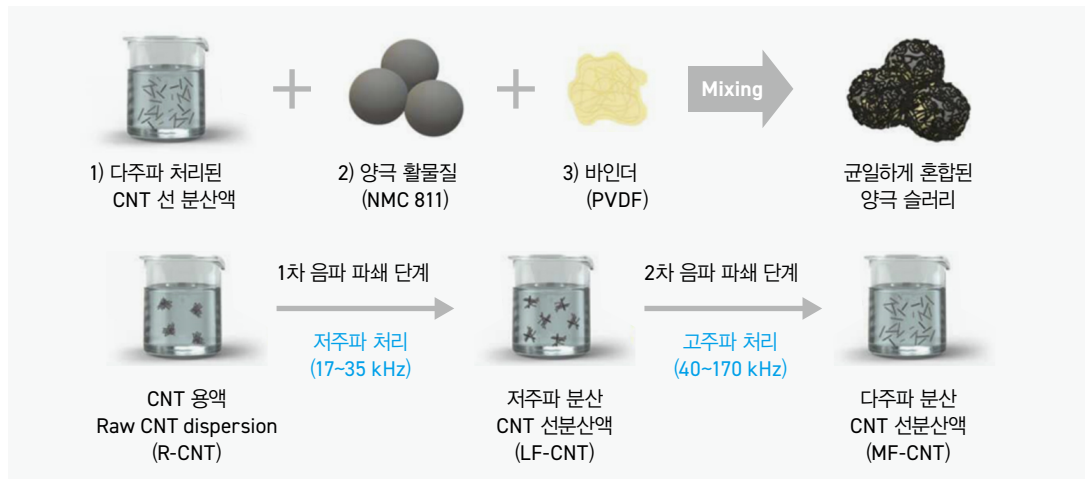 Mixing
1) 다주파 처리된
CNT 선 분산액
2) 양극 활물질
(NMC 811)
3) 바인더
(PVDF)
균일하게 혼합된
양극 슬러리
1차 음파 파쇄 단계
저주파 처리
(17~35 kHz)
2차 음파 파쇄 단계
고주파 처리
(40~170 kHz)
CNT 용액
Raw CNT dispersion
(R-CNT)
저주파 분산
CNT 선분산액
(LF-CNT)
다주파 분산
CNT 선분산액
(MF-CNT)